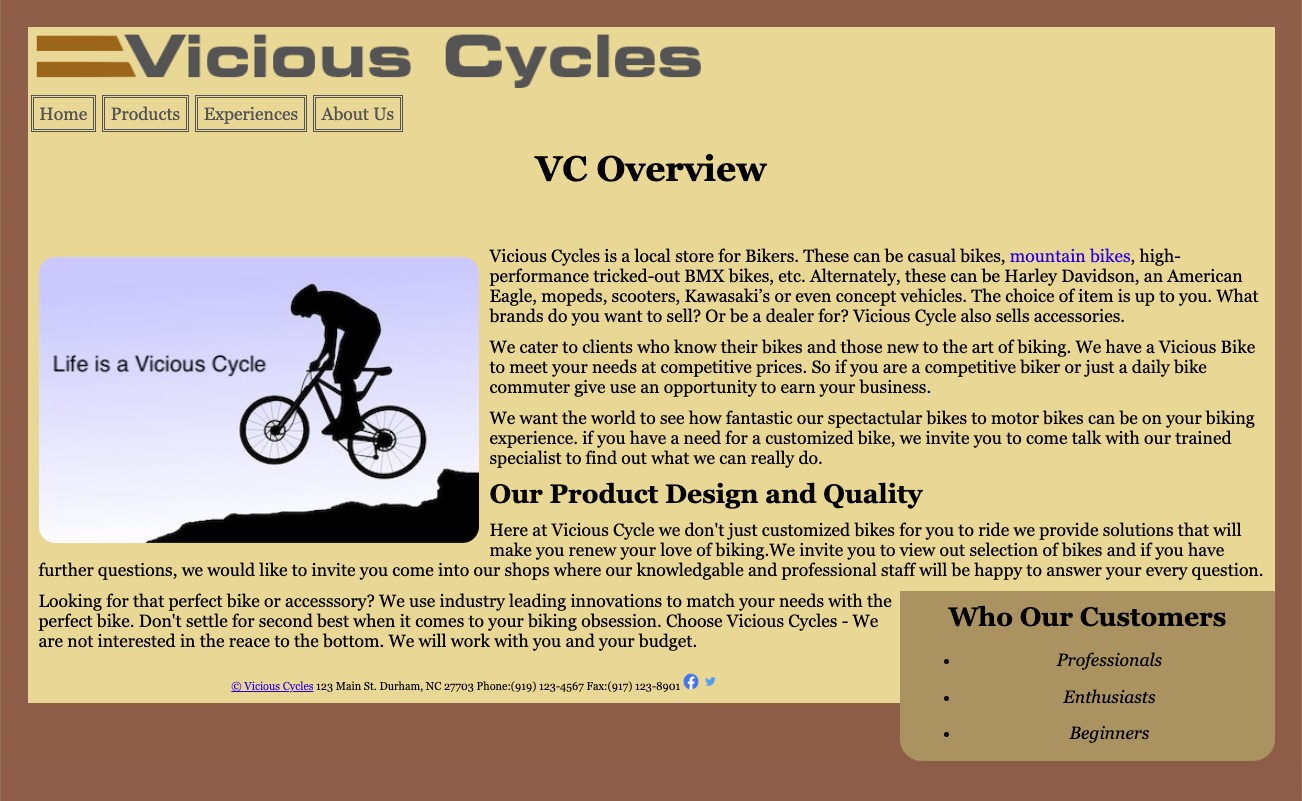 Vicious Cycles
Home Products Experiences About Us
VC Overview
Life is a Vicious Cycle
Vicious Cycles is a local store for Bikers. These can be casual bikes, mountain bikes, high-
performance tricked-out BMX bikes, etc. Alternately, these can be Harley Davidson, an American
Eagle, mopeds, scooters, Kawasaki’s or even concept vehicles. The choice of item is up to you. What
brands do you want to sell? Or be a dealer for? Vicious Cycle also sells accessories.
We cater to clients who know their bikes and those new to the art of biking. We have a Vicious Bike
to meet your needs at competitive prices. So if you are a competitive biker or just a daily bike
commuter give use an opportunity to earn your business.
We want the world to see how fantastic our spectactular bikes to motor bikes can be on your biking
experience. if you have a need for a customized bike, we invite you to come talk with our trained
specialist to find out what we can really do.
Our Product Design and Quality
Here at Vicious Cycle we don't just customized bikes for you to ride we provide solutions that will
make you renew your love of biking.We invite you to view out selection of bikes and if you have
further questions, we would like to invite you come into our shops where our knowledgable and professional staff will be happy to answer your every question.
Looking for that perfect bike or accesssory? We use industry leading innovations to match your needs with the
perfect bike. Don't settle for second best when it comes to your biking obsession. Choose Vicious Cycles - We
are not interested in the reace to the bottom. We will work with you and your budget.
Who Our Customers
• Professionals
• Enthusiasts
• Beginners
© Vicious Cycles 123 Main St. Durham, NC 27703 Phone:(919) 123-4567 Fax:(917) 123-8901